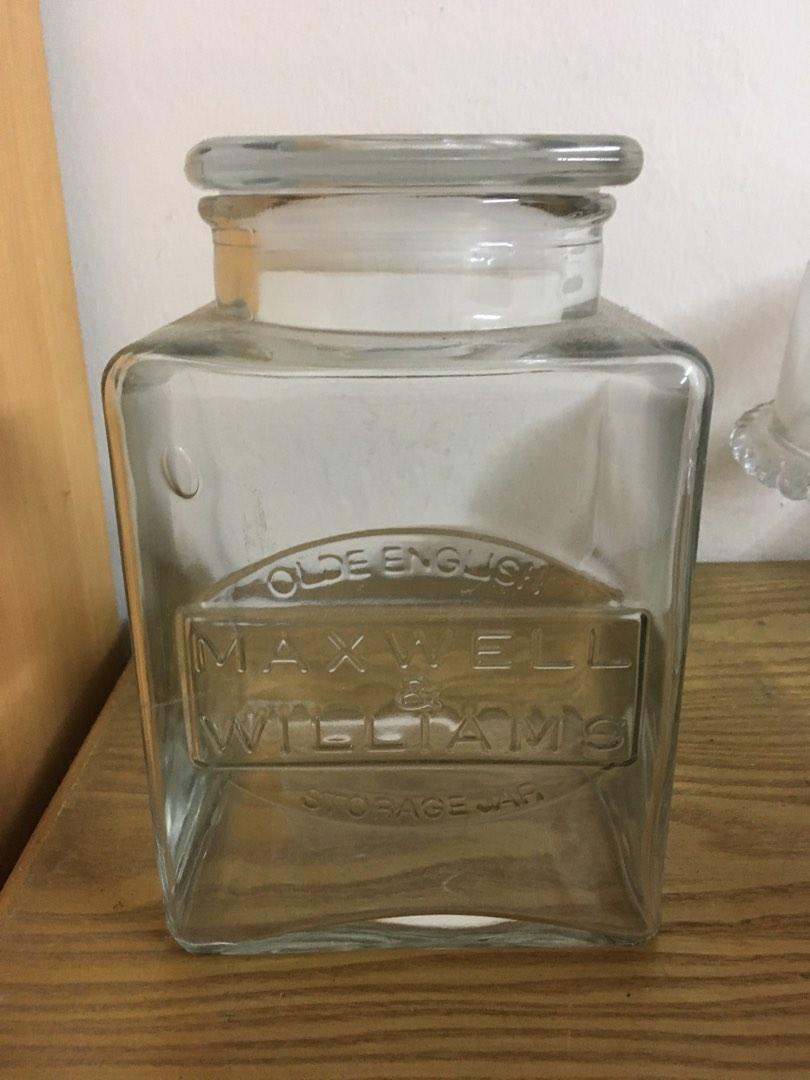 OLDE ENGLISH
MAXWELL
&
WILLIAMS
STORAGE JAR